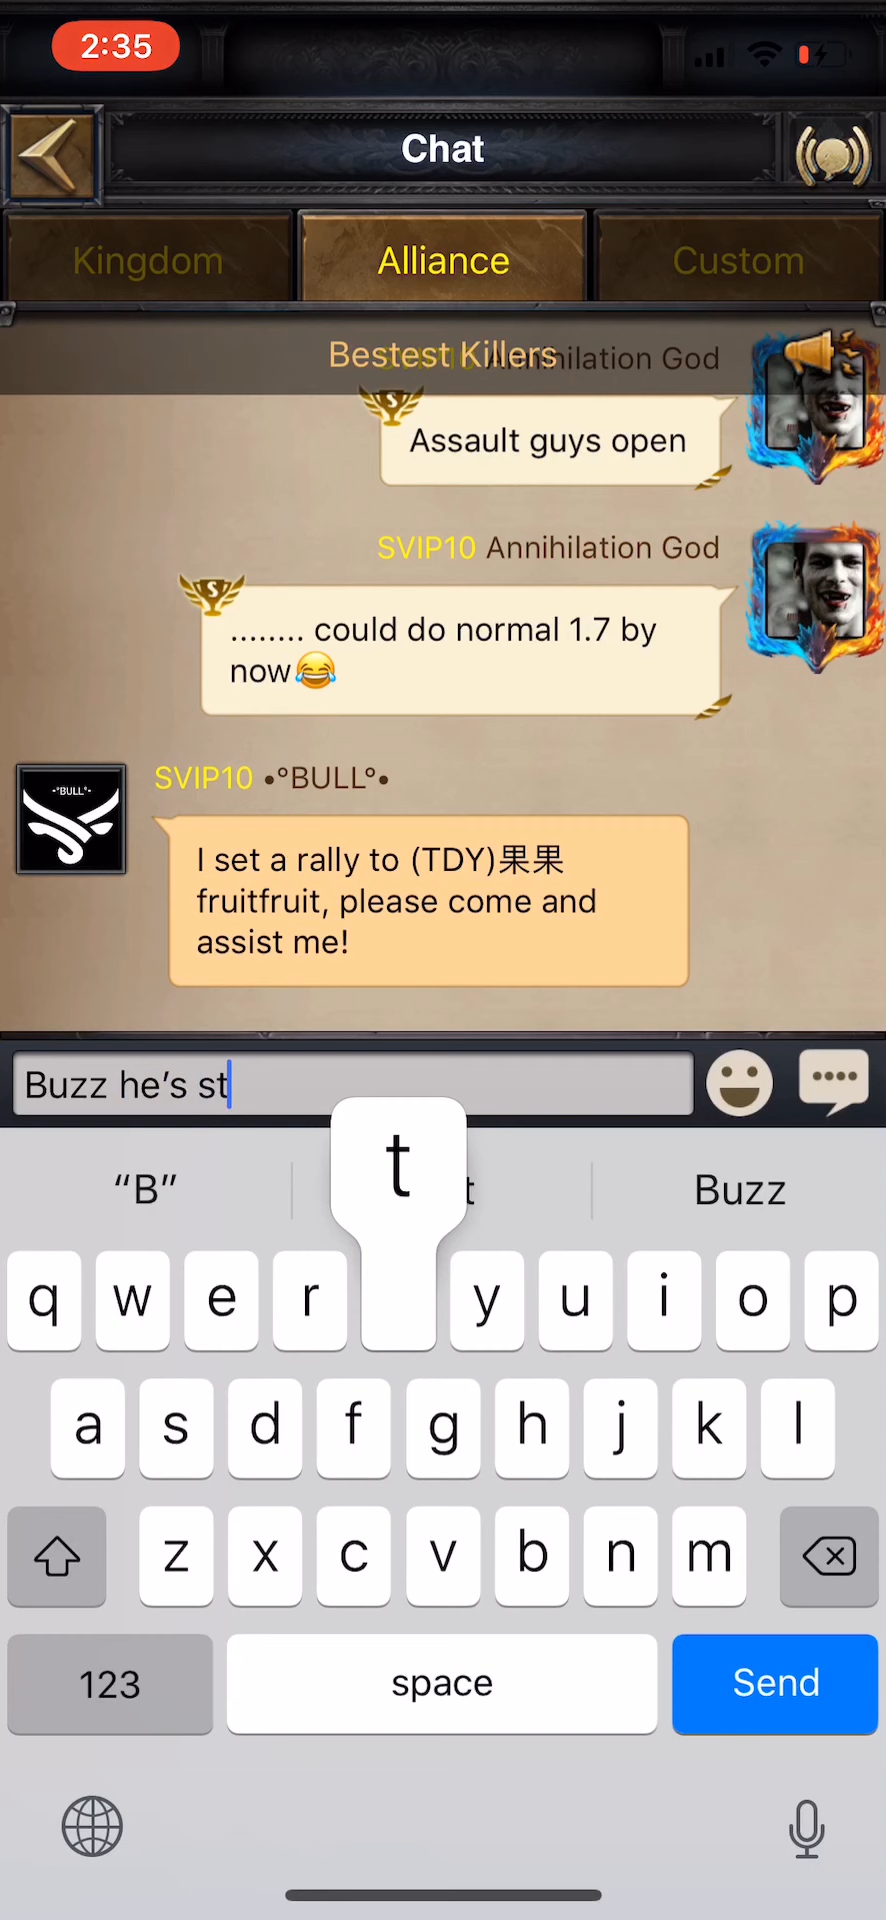 2:35
Chat
Kingdom
Alliance
Custom
Bestest Killers
Annihilation God
Assault guys open
SVIP10 Annihilation God
........ could do normal 1.7 by
now😂
-°BULL°-
SVIP10 •°BULL°•
I set a rally to (TDY)果果
fruitfruit, please come and
assist me!
Buzz he’s st
“B”
t
Buzz
q w e r t y u i o p
a s d f g h j k l
z x c v b n m
123
space
Send